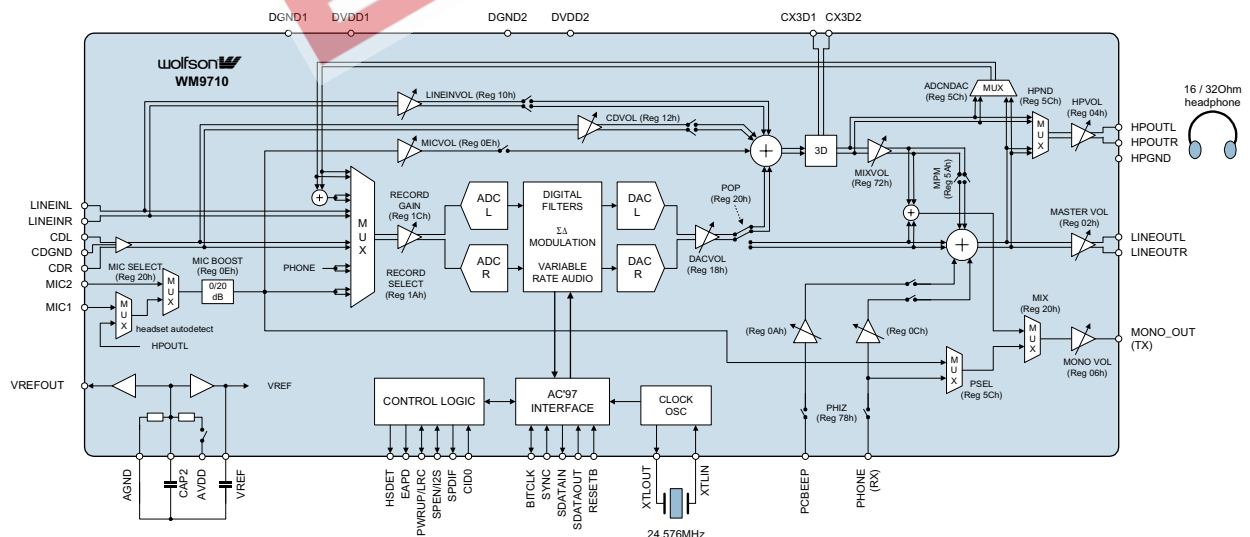 DGND1 DVDD1 DGND2 DVDD2 CX3D1 CX3D2
wolfson
WM9710
ADCNDAC
(Reg 5Ch)
MUX
HPND
(Reg 5Ch)
MUX
HPVOL
(Reg 04h)
16 / 32Ohm
headphone
HPOUTL
HPOUTR
HPGND
LINEINVOL (Reg 10h)
CDVOL (Reg 12h)
MICVOL (Reg 0Eh)
3D
MIXVOL
(Reg 72h)
MPM
(Reg 5Ah)
LINEINL
LINEINR
CDL
CDGND
CDR
MIC2
MIC1
MIC SELECT
(Reg 20h)
MUX
MUX
headset autodetect
HPOUTL
MIC BOOST
(Reg 0Eh)
0/20
dB
PHONE
MUX
RECORD
GAIN
(Reg 1Ch)
RECORD
SELECT
(Reg 1Ah)
ADC
L
ADC
R
DIGITAL
FILTERS
ΣΔ
MODULATION
VARIABLE
RATE AUDIO
DAC
L
DAC
R
DACVOL
(Reg 18h)
POP
(Reg 20h)
MASTER VOL
(Reg 02h)
LINEOUTL
LINEOUTR
(Reg 0Ah)
(Reg 0Ch)
MIX
(Reg 20h)
MUX
MUX
PSEL
(Reg 5Ch)
MONO VOL
(Reg 06h)
MONO_OUT
(TX)
VREFOUT
VREF
CONTROL LOGIC
AC'97
INTERFACE
CLOCK
OSC
PHIZ
(Reg 78h)
AGND
CAP2
AVDD
VREF
HSDET
EAPD
PWRUP/LRC
SPEN/I2S
SPDIF
CID0
BITCLK
SYNC
SDATAIN
SDATAOUT
RESETB
XTLOUT
XTLIN
24.576MHz
PCBEEP
PHONE
(RX)